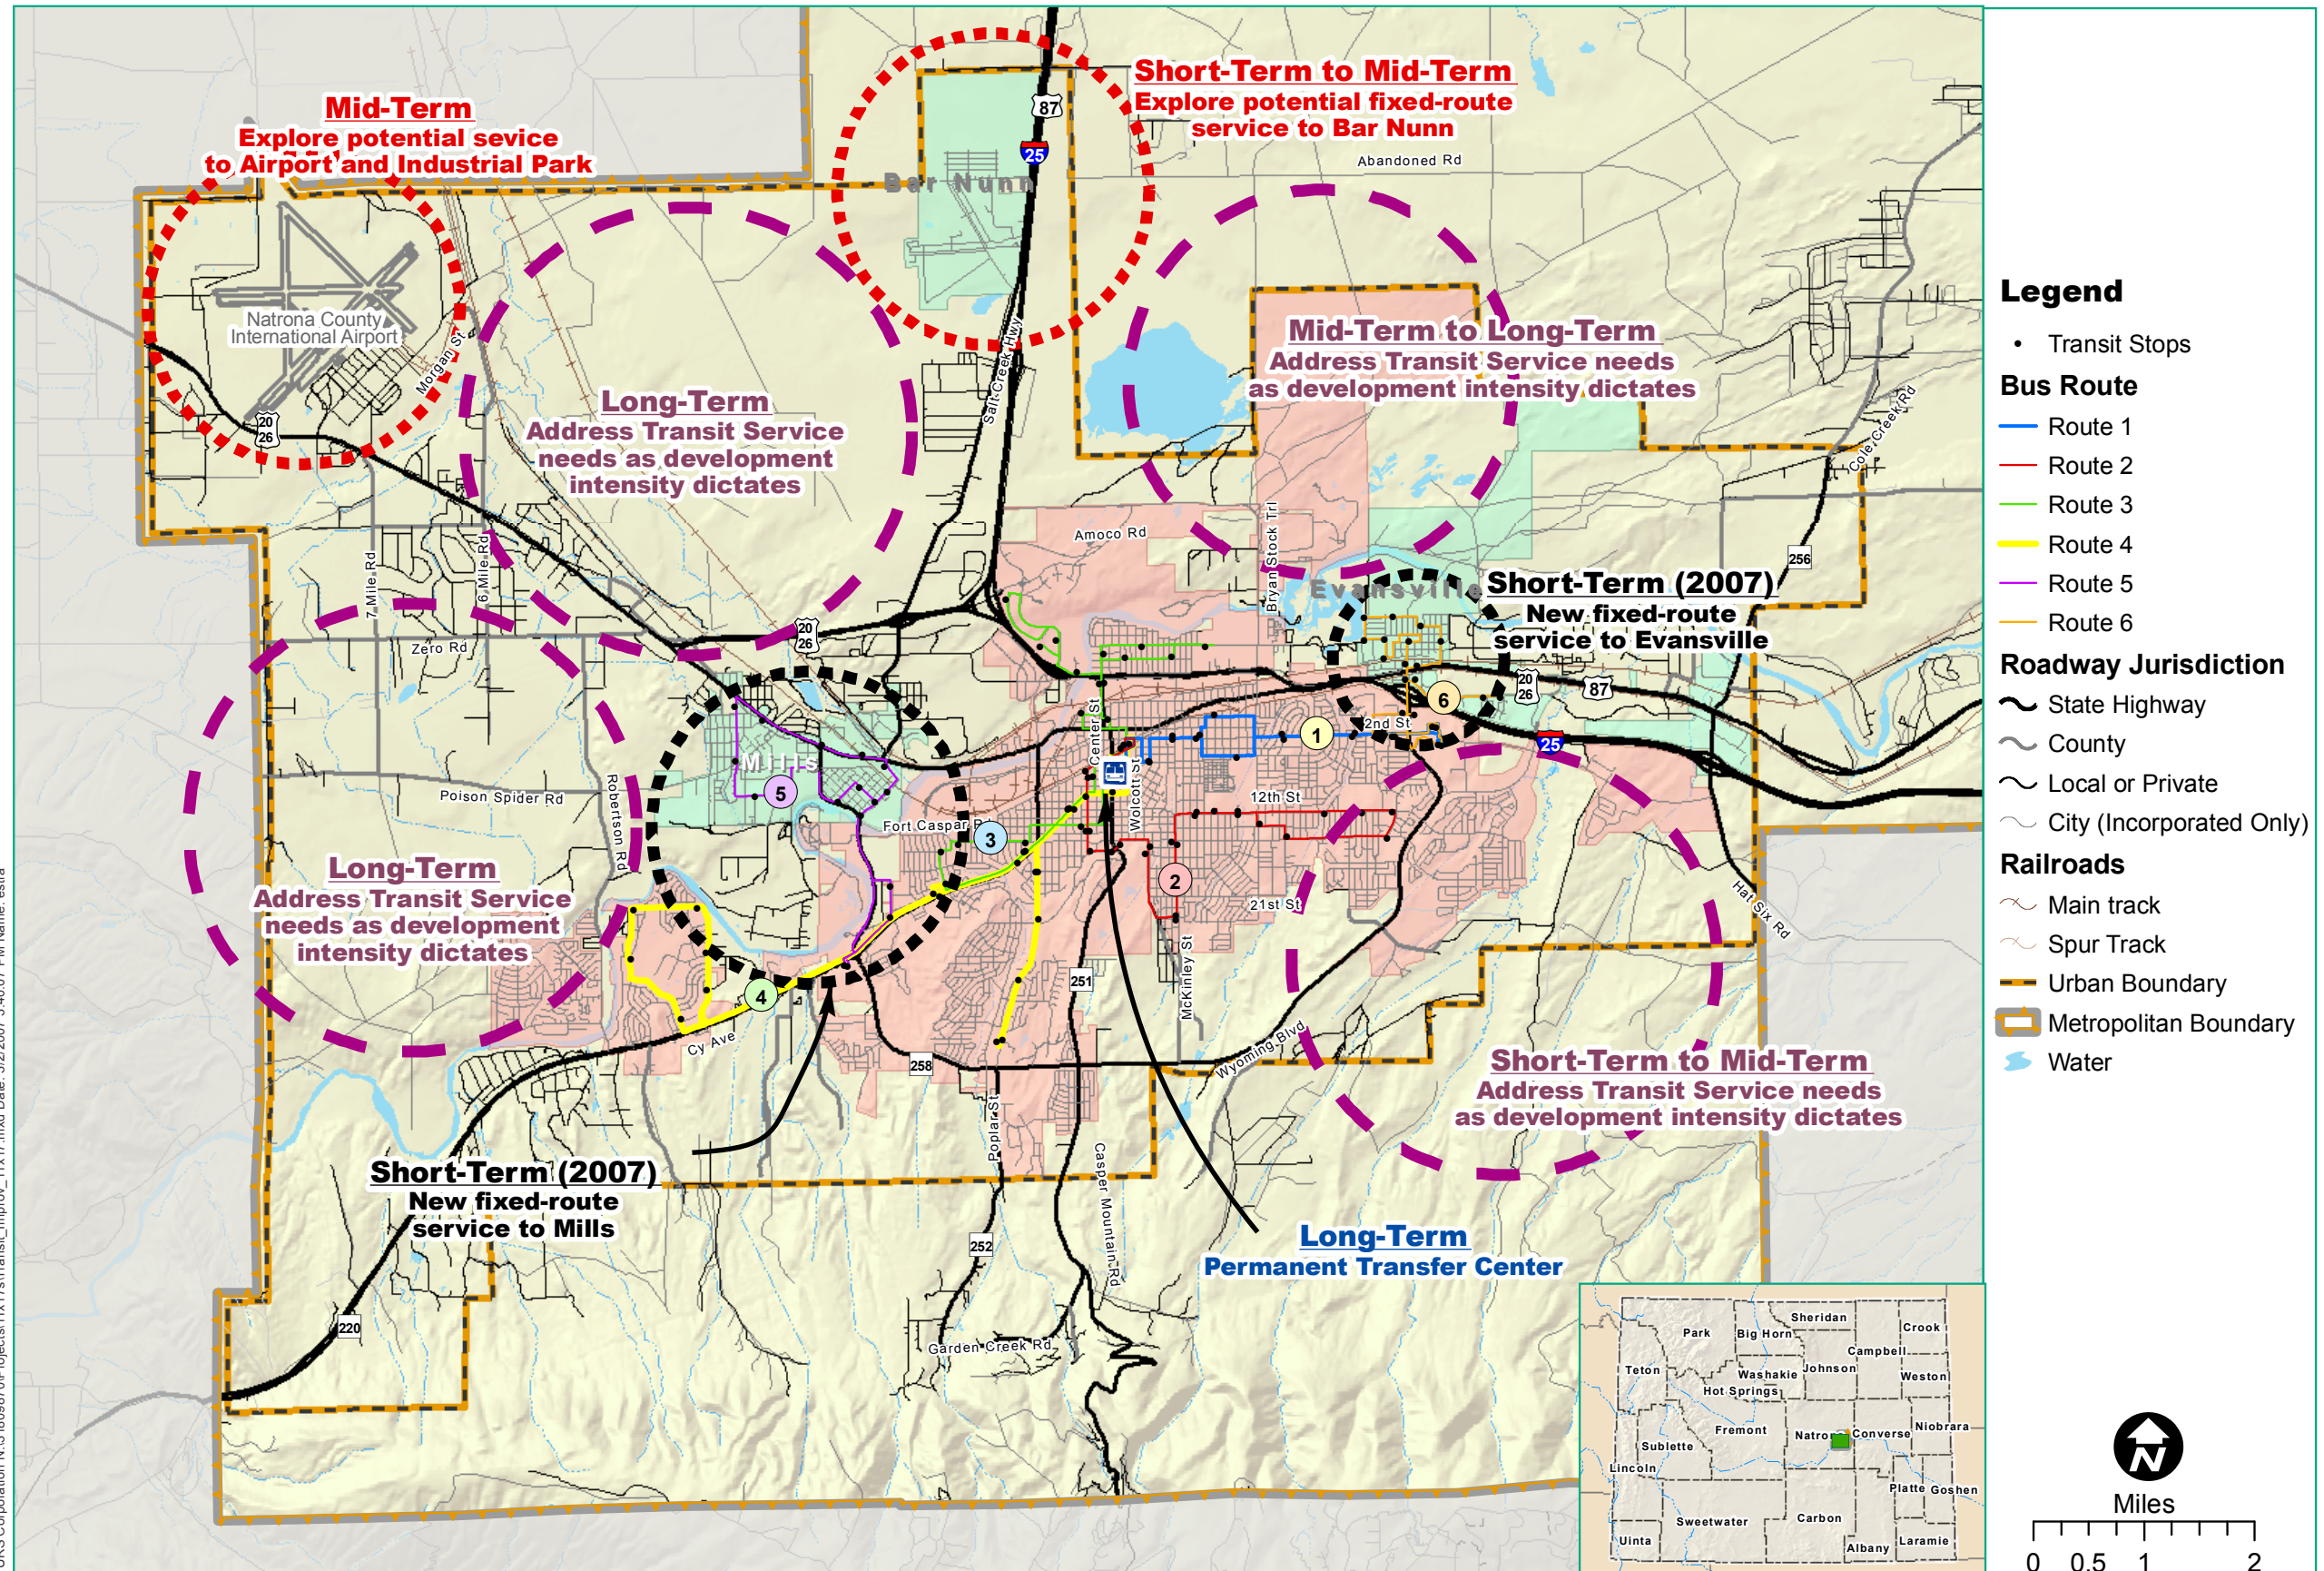 Mid-Term
Explore potential sevice
to Airport and Industrial Park
Short-Term to Mid-Term
Explore potential fixed-route
service to Bar Nunn
87
25
Abandoned Rd
Bar Nunn
Natrona County
International Airport
Morgan St
20
26
Salt Creek Hwy
Long-Term
Address Transit Service
needs as development
intensity dictates
Mid-Term to Long-Term
Address Transit Service needs
as development intensity dictates
Cole Creek Rd
Amoco Rd
Bryan Stock Trl
256
7 Mile Rd
6 Mile Rd
Zero Rd
20
26
Evansville
Short-Term (2007)
New fixed-route
service to Evansville
20
26
87
6
Center St
2nd St
1
25
Mills
5
Poison Spider Rd
Robertson Rd
Fort Caspar Rd
3
Wolcott St
12th St
2
21st St
Hat Six Rd
Long-Term
Address Transit Service
needs as development
intensity dictates
4
Cy Ave
251
McKinley St
258
Wyoming Blvd
Poplar St
Casper Mountain Rd
Short-Term to Mid-Term
Address Transit Service needs
as development intensity dictates
Short-Term (2007)
New fixed-route
service to Mills
252
Long-Term
Permanent Transfer Center
220
Garden Creek Rd
Legend
Transit Stops
Bus Route
Route 1
Route 2
Route 3
Route 4
Route 5
Route 6
Roadway Jurisdiction
State Highway
County
Local or Private
City (Incorporated Only)
Railroads
Main track
Spur Track
Urban Boundary
Metropolitan Boundary
Water
Park
Big Horn
Sheridan
Crook
Campbell
Teton
Washakie
Johnson
Weston
Hot Springs
Fremont
Natrona
Converse
Niobrara
Sublette
Lincoln
Platte
Goshen
Sweetwater
Carbon
Uinta
Albany
Laramie
N
Miles
0 0.5 1 2